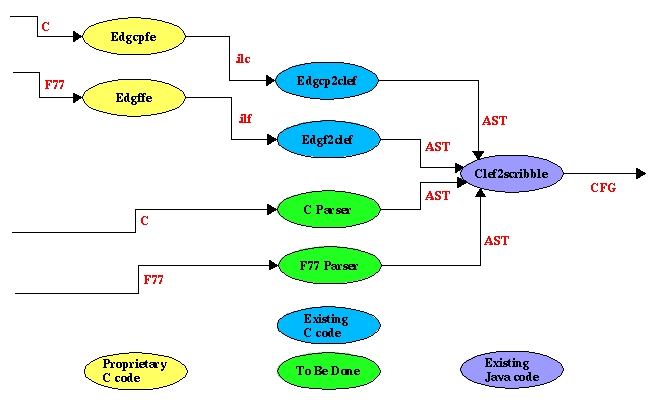 C
Edgcpfe
.ilc
F77
Edgcp2clef
Edgffe
.ilf
AST
Edgf2clef
AST
Clef2scribble
CFG
AST
C Parser
C
AST
F77 Parser
F77
Existing
C code
Proprietary
C code
To Be Done
Existing
Java code